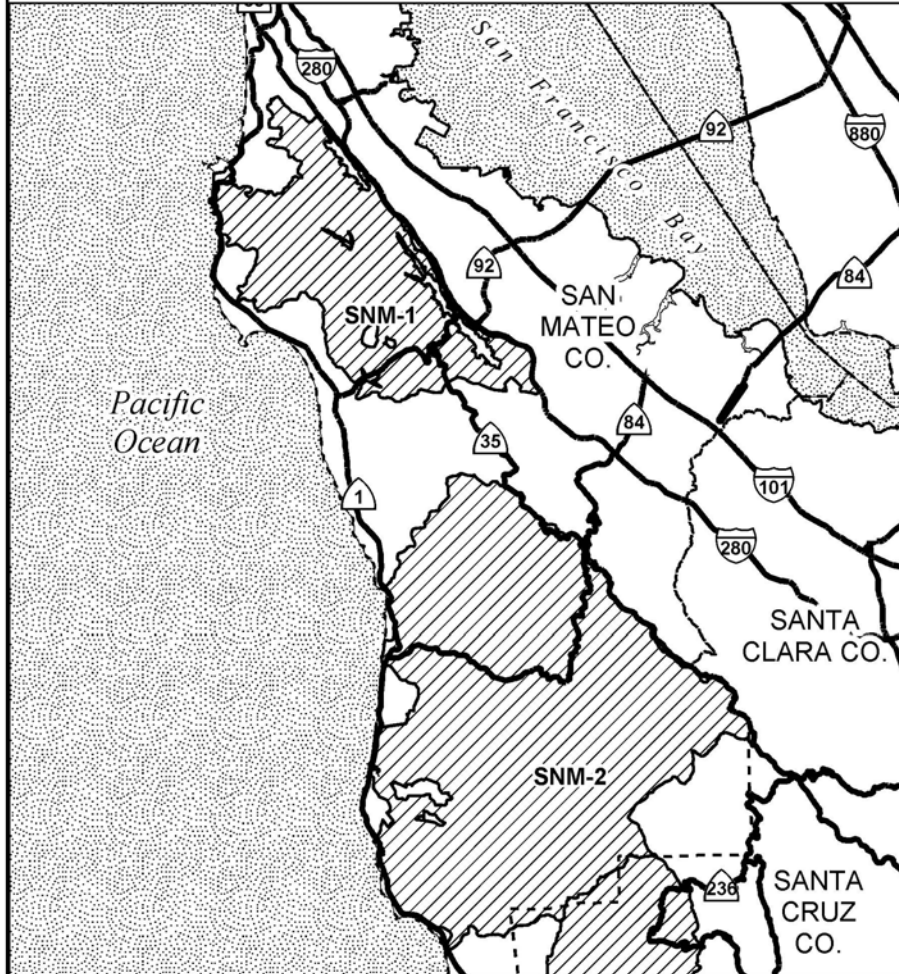 280
San Francisco Bay
92
880
92
84
SAN
MATEO
CO.
SNM-1
Pacific
Ocean
84
35
1
101
280
SANTA
CLARA CO.
SNM-2
236
SANTA
CRUZ
CO.